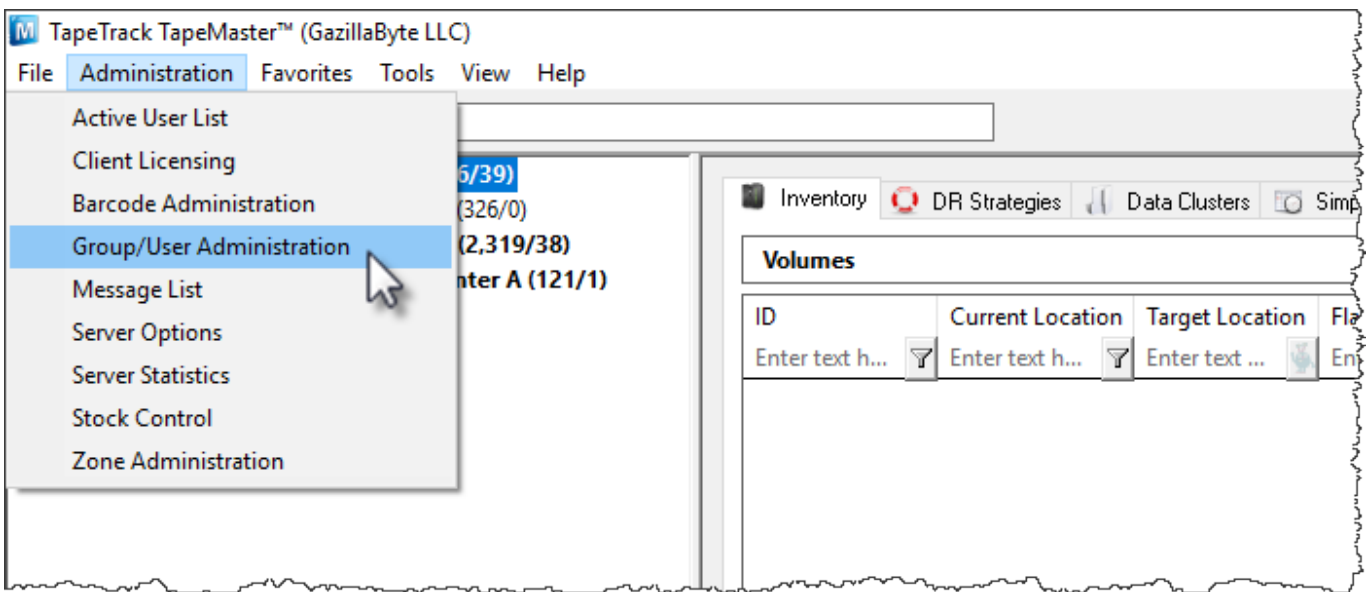 TapeTrack TapeMaster™ (GazillaByte LLC)
File Administration Favorites Tools View Help
Active User List
Client Licensing
Barcode Administration
Group/User Administration
Message List
Server Options
Server Statistics
Stock Control
Zone Administration
6/39)
(326/0)
(2,319/38)
nter A (121/1)
Inventory DR Strategies Data Clusters Simp
Volumes
ID Current Location Target Location Fla
Enter text h... Enter text h... Enter text ... En